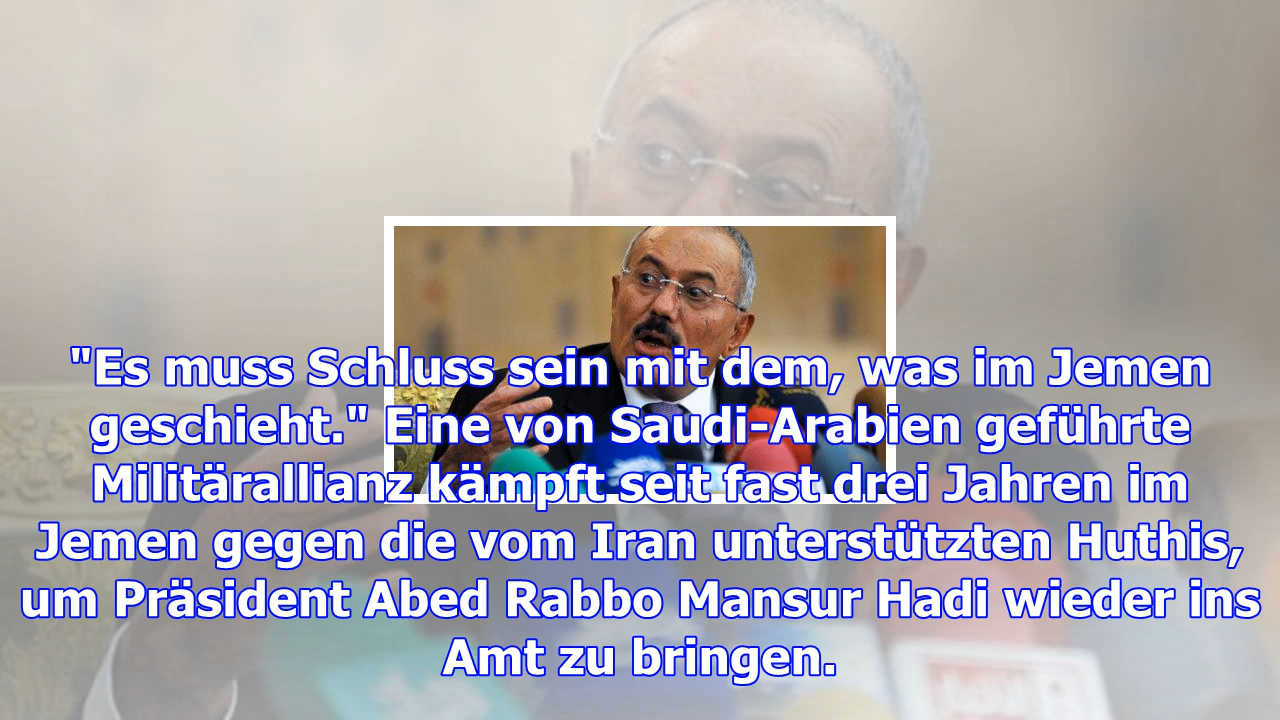 "Es muss Schluss sein mit dem, was im Jemen
geschieht." Eine von Saudi-Arabien geführte
Militärallianz kämpft seit fast drei Jahren im
Jemen gegen die vom Iran unterstützten Huthis,
um Präsident Abed Rabbo Mansur Hadi wieder ins
Amt zu bringen.